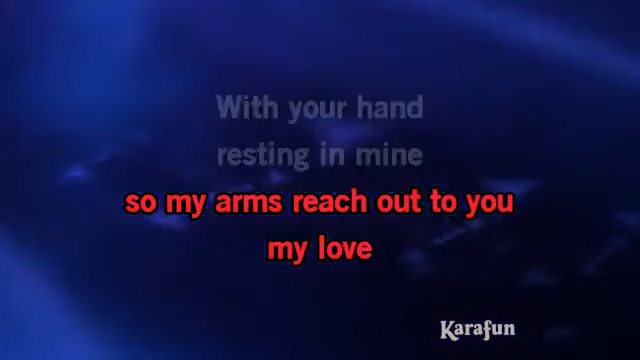 With your hand
resting in mine
so my arms reach out to you
my love
Karafun